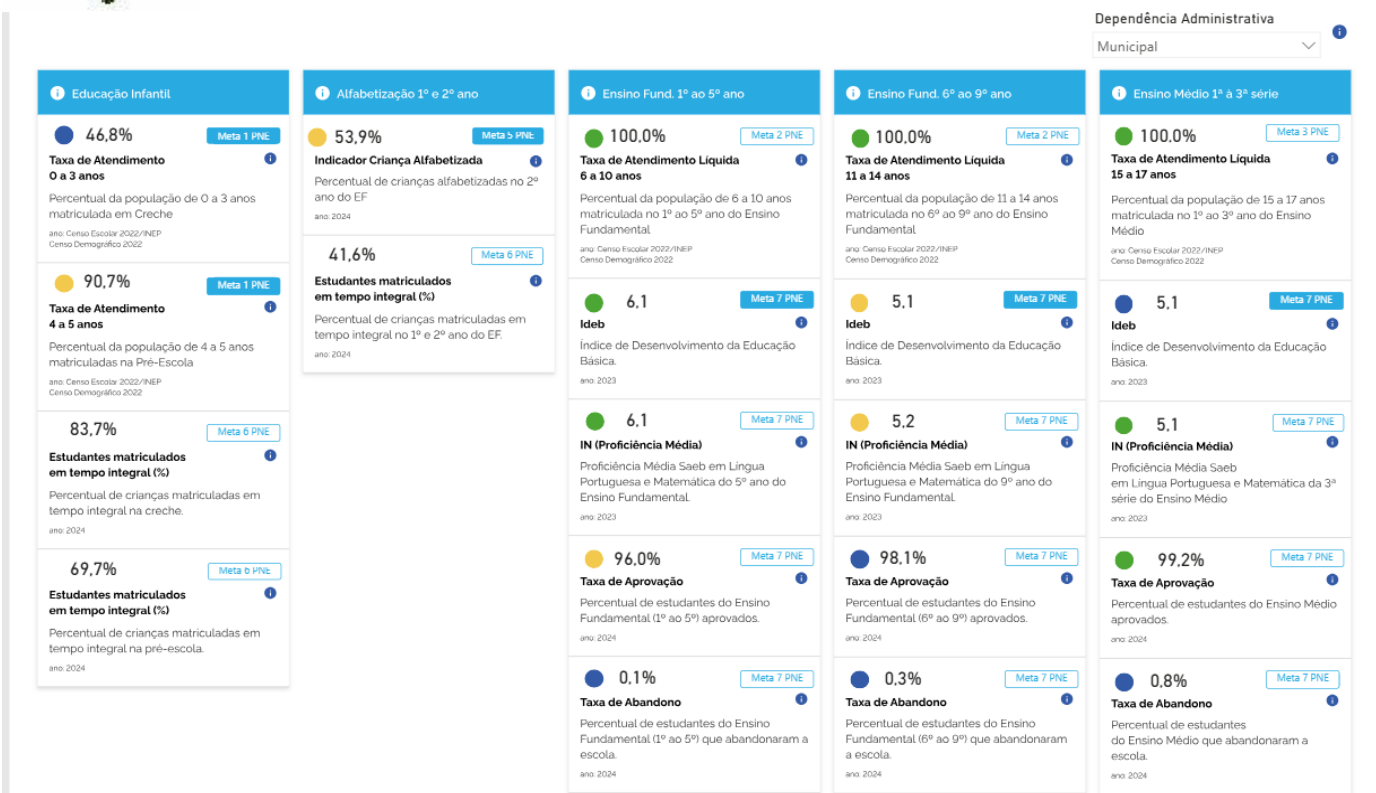 Dependência Administrativa
Municipal
Educação Infantil
46,8%
Meta 1 PNE
Taxa de Atendimento
0 a 3 anos
Percentual da população de 0 a 3 anos
matriculada em Creche
ano: Censo Escolar 2022/INEP
Censo Demográfico 2022
90,7%
Meta 1 PNE
Taxa de Atendimento
4 a 5 anos
Percentual da população de 4 a 5 anos
matriculadas na Pré-Escola
ano: Censo Escolar 2022/INEP
Censo Demográfico 2022
83,7%
Meta 6 PNE
Estudantes matriculados
em tempo integral (%)
Percentual de crianças matriculadas em
tempo integral na creche.
ano: 2024
69,7%
Meta 6 PNE
Estudantes matriculados
em tempo integral (%)
Percentual de crianças matriculadas em
tempo integral na pré-escola.
ano: 2024
Alfabetização 1º e 2º ano
53,9%
Meta 5 PNE
Indicador Criança Alfabetizada
Percentual de crianças alfabetizadas no 2º
ano do EF
ano: 2024
41,6%
Meta 6 PNE
Estudantes matriculados
em tempo integral (%)
Percentual de crianças matriculadas em
tempo integral no 1º e 2º ano do EF.
ano: 2024
Ensino Fund. 1º ao 5º ano
100,0%
Meta 2 PNE
Taxa de Atendimento Líquida
6 a 10 anos
Percentual da população de 6 a 10 anos
matriculada no 1º ao 5º ano do Ensino
Fundamental
ano: Censo Escolar 2022/INEP
Censo Demográfico 2022
6,1
Meta 7 PNE
Ideb
Índice de Desenvolvimento da Educação
Básica.
ano: 2023
6,1
Meta 7 PNE
IN (Proficiência Média)
Proficiência Média Saeb em Língua
Portuguesa e Matemática do 5º ano do
Ensino Fundamental.
ano: 2023
96,0%
Meta 7 PNE
Taxa de Aprovação
Percentual de estudantes do Ensino
Fundamental (1º ao 5º) aprovados.
ano: 2024
0,1%
Meta 7 PNE
Taxa de Abandono
Percentual de estudantes do Ensino
Fundamental (1º ao 5º) que abandonaram a
escola.
ano: 2024
Ensino Fund. 6º ao 9º ano
100,0%
Meta 2 PNE
Taxa de Atendimento Líquida
11 a 14 anos
Percentual da população de 11 a 14 anos
matriculada no 6º ao 9º ano do Ensino
Fundamental
ano: Censo Escolar 2022/INEP
Censo Demográfico 2022
5,1
Meta 7 PNE
Ideb
Índice de Desenvolvimento da Educação
Básica.
ano: 2023
5,2
Meta 7 PNE
IN (Proficiência Média)
Proficiência Média Saeb em Língua
Portuguesa e Matemática do 9º ano do
Ensino Fundamental.
ano: 2023
98,1%
Meta 7 PNE
Taxa de Aprovação
Percentual de estudantes do Ensino
Fundamental (6º ao 9º) aprovados.
ano: 2024
0,3%
Meta 7 PNE
Taxa de Abandono
Percentual de estudantes do Ensino
Fundamental (6º ao 9º) que abandonaram
a escola.
ano: 2024
Ensino Médio 1ª à 3ª série
100,0%
Meta 3 PNE
Taxa de Atendimento Líquida
15 a 17 anos
Percentual da população de 15 a 17 anos
matriculada no 1º ao 3º ano do Ensino
Médio
ano: Censo Escolar 2022/INEP
Censo Demográfico 2022
5,1
Meta 7 PNE
Ideb
Índice de Desenvolvimento da Educação
Básica.
ano: 2023
5,1
Meta 7 PNE
IN (Proficiência Média)
Proficiência Média Saeb
em Língua Portuguesa e Matemática da 3ª
série do Ensino Médio
ano: 2023
99,2%
Meta 7 PNE
Taxa de Aprovação
Percentual de estudantes do Ensino Médio
aprovados.
ano: 2024
0,8%
Meta 7 PNE
Taxa de Abandono
Percentual de estudantes
do Ensino Médio que abandonaram a
escola.
ano: 2024